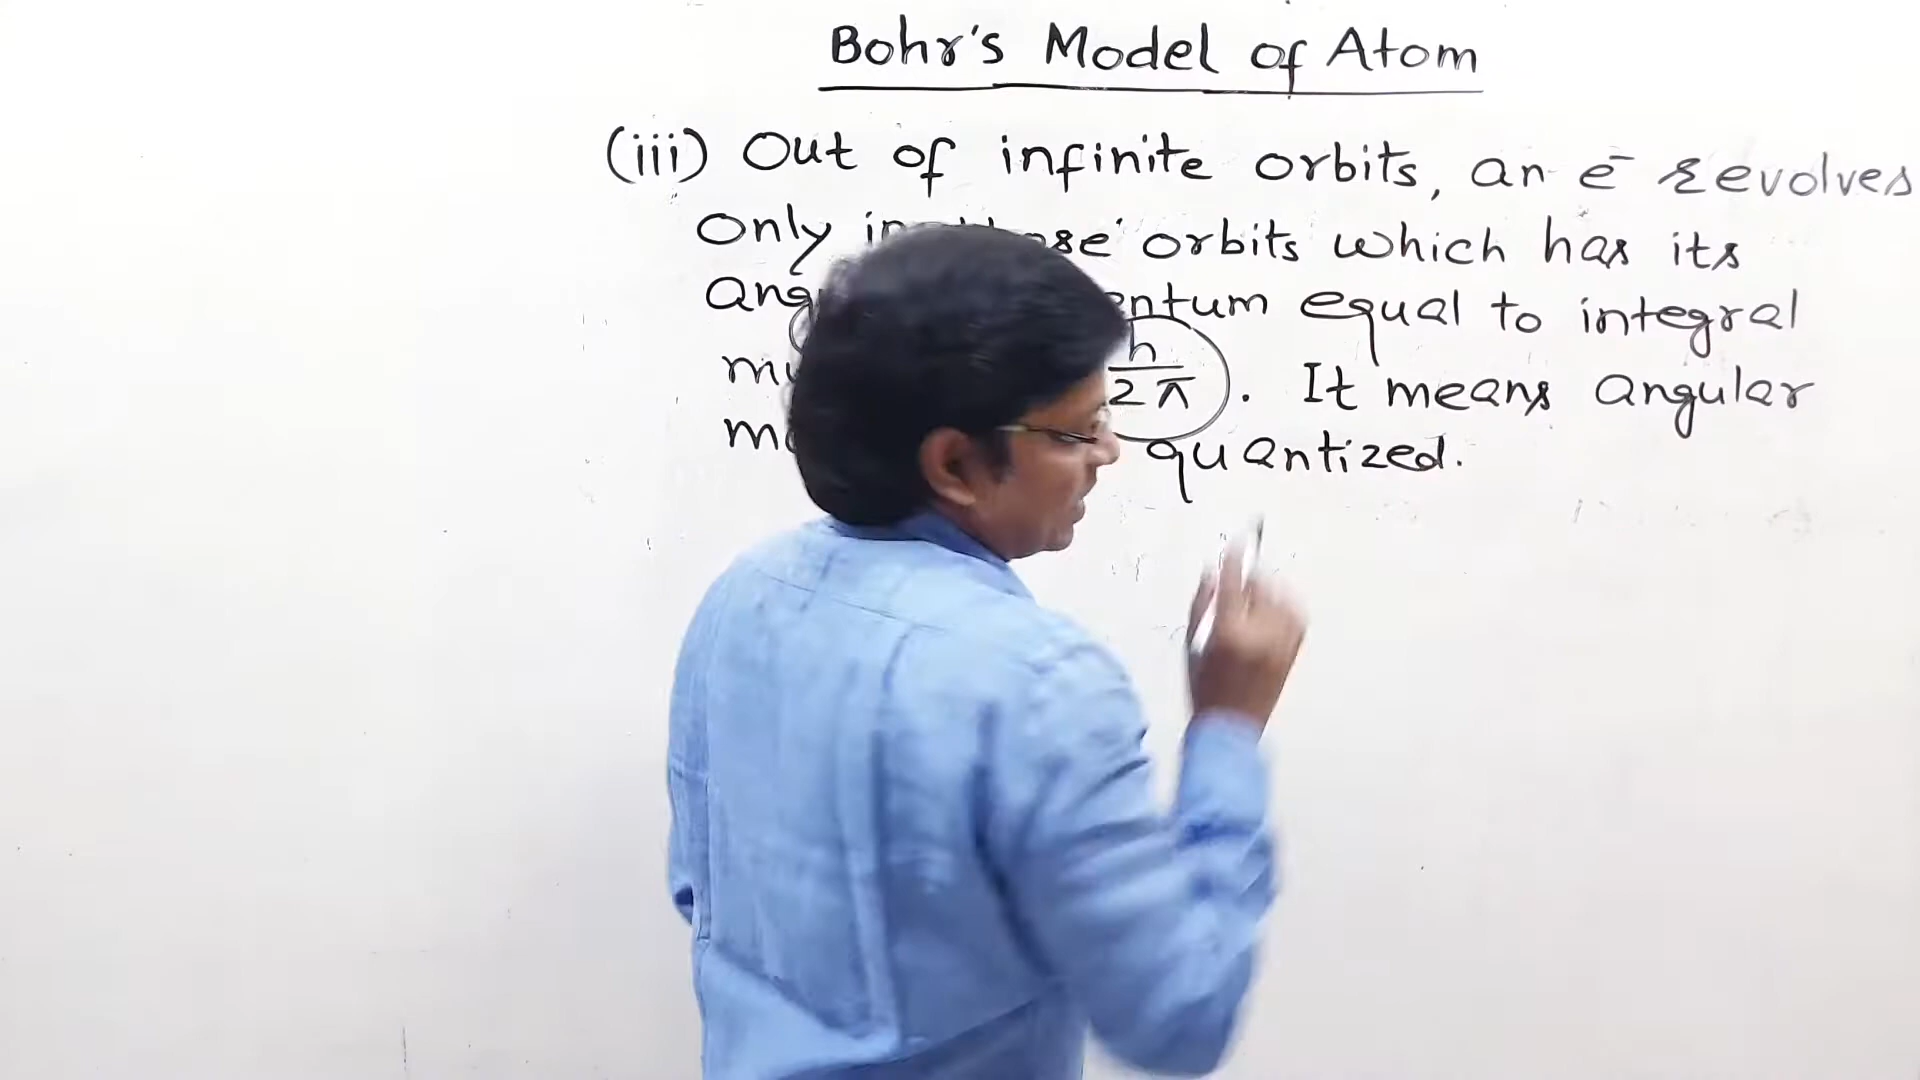 Bohr's Model of Atom
(iii) Out of infinite orbits, an e⁻ revolves
Only orbits which has its
equal to integral
h/2π. It means angular
quantized.